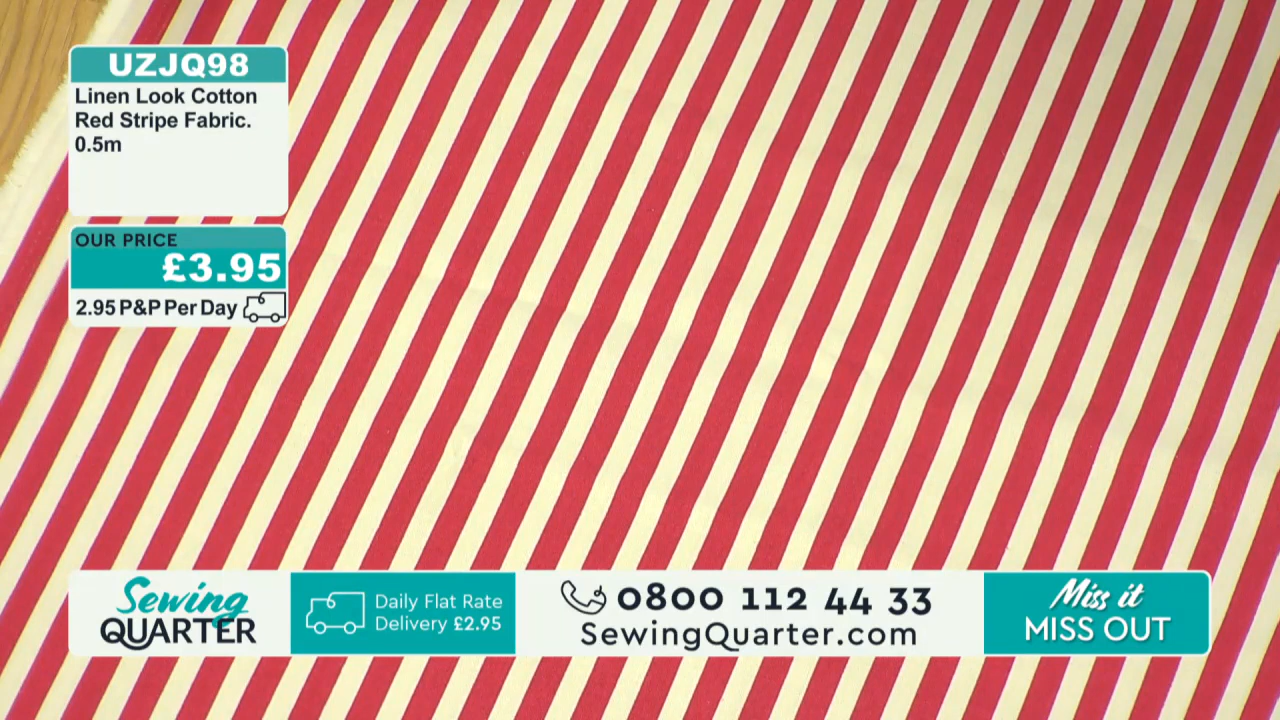 UZJQ98
Linen Look Cotton
Red Stripe Fabric.
0.5m
OUR PRICE
£3.95
2.95 P&P Per Day
Sewing
QUARTER
Daily Flat Rate
Delivery £2.95
0800 112 44 33
SewingQuarter.com
Miss it
MISS OUT